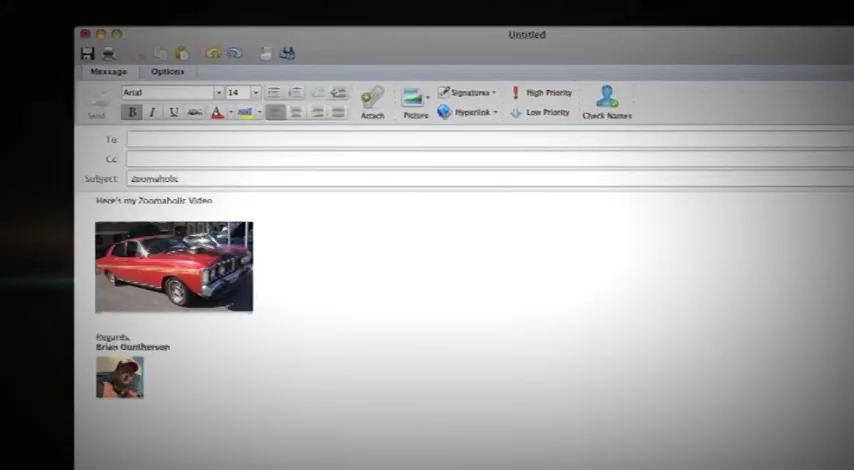 Untitled
Message Options
Arial 14 Signatures High Priority
Send B I U ABC A Attach Picture Hyperlink Low Priority Check Names
To:
Cc:
Subject: Zoomaholic
Here's my Zoomaholic Video
Regards,
Brian Guntherson